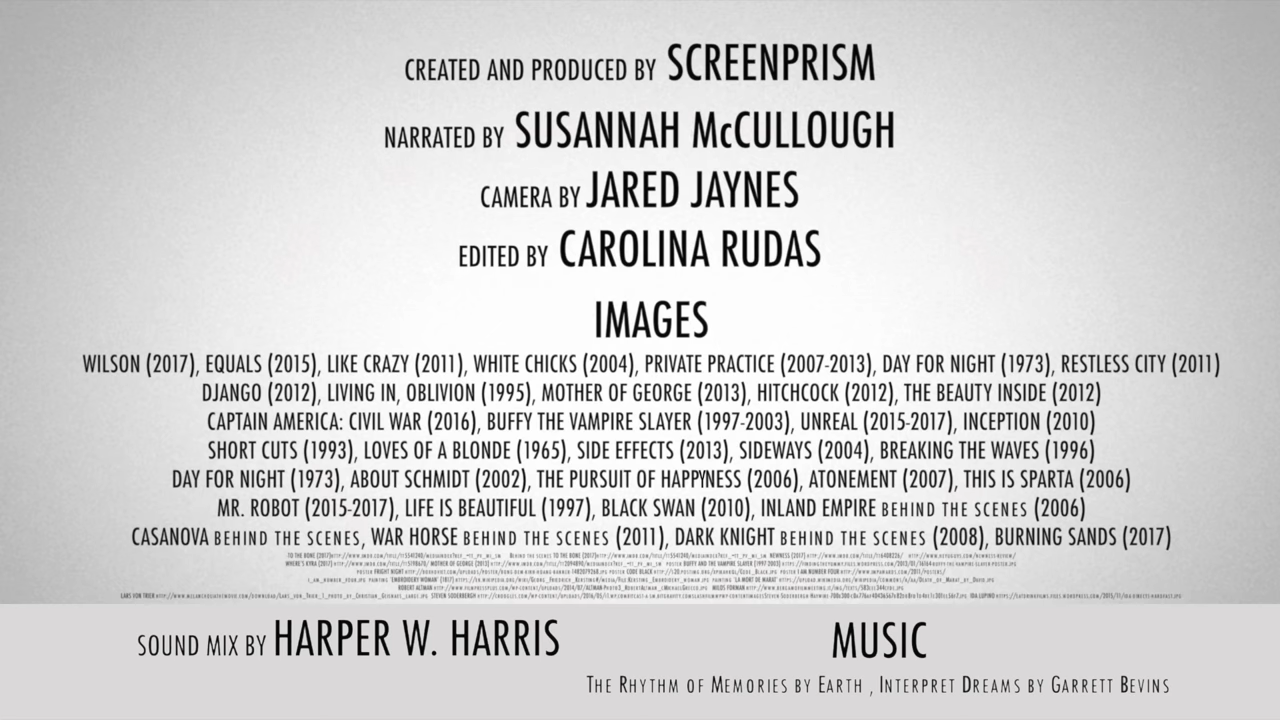 CREATED AND PRODUCED BY SCREENPRISM
NARRATED BY SUSANNAH McCULLOUGH
CAMERA BY JARED JAYNES
EDITED BY CAROLINA RUDAS
IMAGES
WILSON (2017), EQUALS (2015), LIKE CRAZY (2011), WHITE CHICKS (2004), PRIVATE PRACTICE (2007-2013), DAY FOR NIGHT (1973), RESTLESS CITY (2011)
DJANGO (2012), LIVING IN, OBLIVION (1995), MOTHER OF GEORGE (2013), HITCHCOCK (2012), THE BEAUTY INSIDE (2012)
CAPTAIN AMERICA: CIVIL WAR (2016), BUFFY THE VAMPIRE SLAYER (1997-2003), UNREAL (2015-2017), INCEPTION (2010)
SHORT CUTS (1993), LOVES OF A BLONDE (1965), SIDE EFFECTS (2013), SIDEWAYS (2004), BREAKING THE WAVES (1996)
DAY FOR NIGHT (1973), ABOUT SCHMIDT (2002), THE PURSUIT OF HAPPYNESS (2006), ATONEMENT (2007), THIS IS SPARTA (2006)
MR. ROBOT (2015-2017), LIFE IS BEAUTIFUL (1997), BLACK SWAN (2010), INLAND EMPIRE BEHIND THE SCENES (2006)
CASANOVA BEHIND THE SCENES, WAR HORSE BEHIND THE SCENES (2011), DARK KNIGHT BEHIND THE SCENES (2008), BURNING SANDS (2017)
SOUND MIX BY HARPER W. HARRIS
MUSIC
THE RHYTHM OF MEMORIES BY EARTH , INTERPRET DREAMS BY GARRETT BEVINS